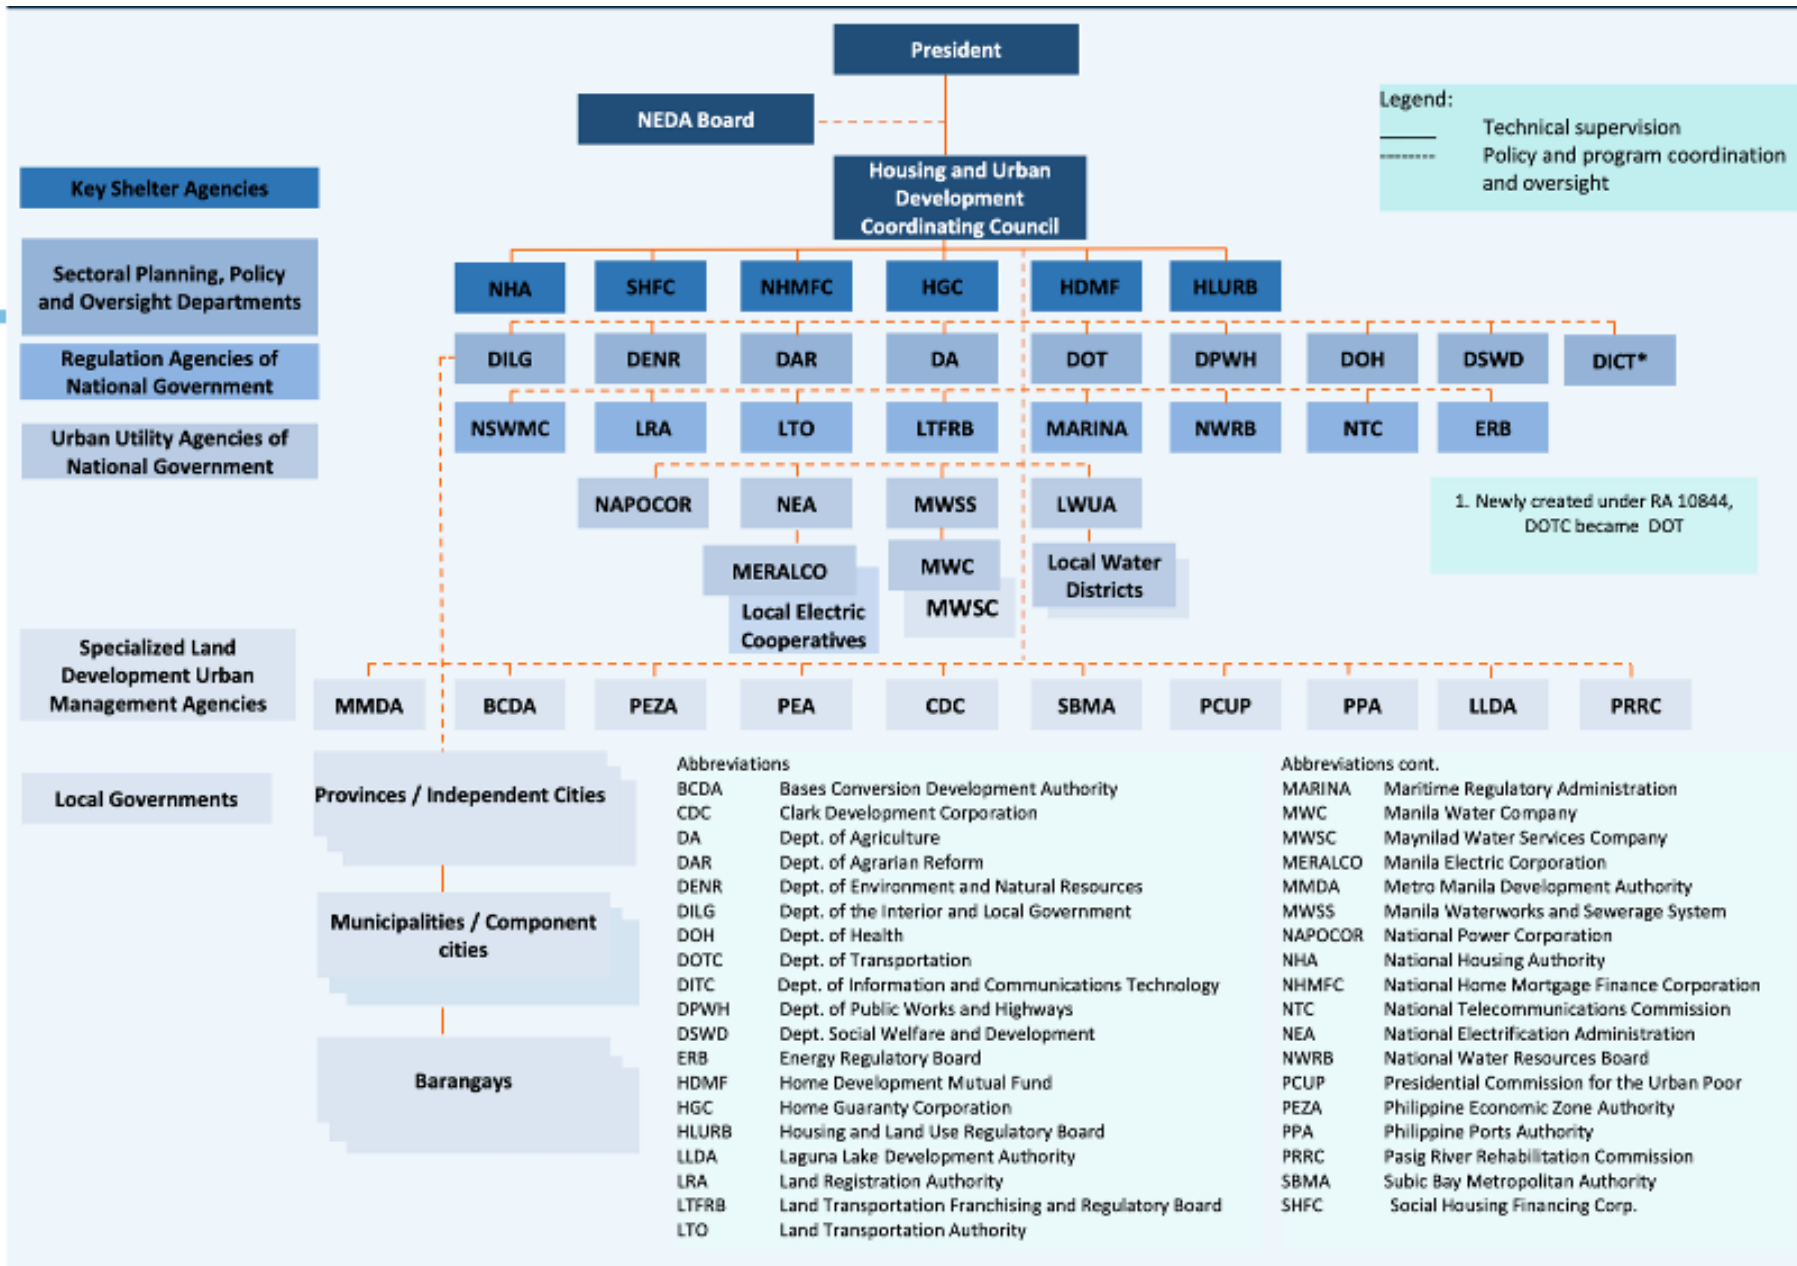 President
NEDA Board
Legend:
Technical supervision
Policy and program coordination
and oversight
Housing and Urban
Development
Coordinating Council
Key Shelter Agencies
Sectoral Planning, Policy
and Oversight Departments
NHA SHFC NHMFC HGC HDMF HLURB
Regulation Agencies of
National Government
DILG DENR DAR DA DOT DPWH DOH DSWD DICT*
Urban Utility Agencies of
National Government
NSWMC LRA LTO LTFRB MARINA NWRB NTC ERB
NAPOCOR NEA MWSS LWUA
1. Newly created under RA 10844,
DOTC became DOT
MERALCO
Local Electric
Cooperatives
MWC
MWSC
Local Water
Districts
Specialized Land
Development Urban
Management Agencies
MMDA BCDA PEZA PEA CDC SBMA PCUP PPA LLDA PRRC
Local Governments
Provinces / Independent Cities
Municipalities / Component
cities
Barangays
Abbreviations
BCDA Bases Conversion Development Authority
CDC Clark Development Corporation
DA Dept. of Agriculture
DAR Dept. of Agrarian Reform
DENR Dept. of Environment and Natural Resources
DILG Dept. of the Interior and Local Government
DOH Dept. of Health
DOTC Dept. of Transportation
DITC Dept. of Information and Communications Technology
DPWH Dept. of Public Works and Highways
DSWD Dept. Social Welfare and Development
ERB Energy Regulatory Board
HDMF Home Development Mutual Fund
HGC Home Guaranty Corporation
HLURB Housing and Land Use Regulatory Board
LLDA Laguna Lake Development Authority
LRA Land Registration Authority
LTFRB Land Transportation Franchising and Regulatory Board
LTO Land Transportation Authority
Abbreviations cont.
MARINA Maritime Regulatory Administration
MWC Manila Water Company
MWSC Maynilad Water Services Company
MERALCO Manila Electric Corporation
MMDA Metro Manila Development Authority
MWSS Manila Waterworks and Sewerage System
NAPOCOR National Power Corporation
NHA National Housing Authority
NHMFC National Home Mortgage Finance Corporation
NTC National Telecommunications Commission
NEA National Electrification Administration
NWRB National Water Resources Board
PCUP Presidential Commission for the Urban Poor
PEZA Philippine Economic Zone Authority
PPA Philippine Ports Authority
PRRC Pasig River Rehabilitation Commission
SBMA Subic Bay Metropolitan Authority
SHFC Social Housing Financing Corp.